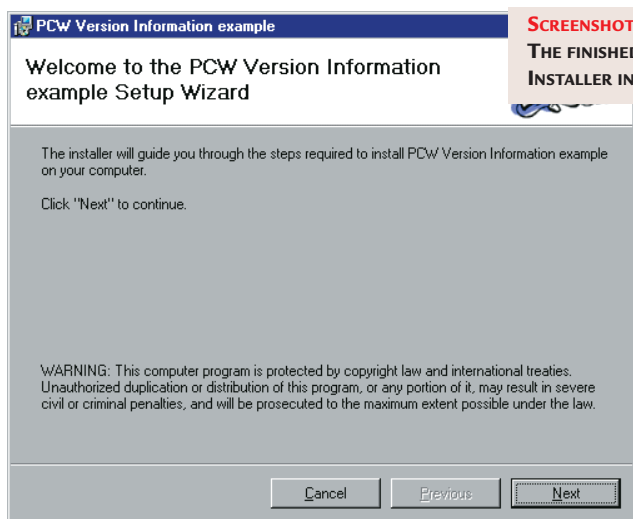 PCW Version Information example
SCREENSHOT
THE FINISHED
INSTALLER IN
Welcome to the PCW Version Information
example Setup Wizard
The installer will guide you through the steps required to install PCW Version Information example
on your computer.
Click "Next" to continue.
WARNING: This computer program is protected by copyright law and international treaties.
Unauthorized duplication or distribution of this program, or any portion of it, may result in severe
civil or criminal penalties, and will be prosecuted to the maximum extent possible under the law.
Cancel
Previous
Next